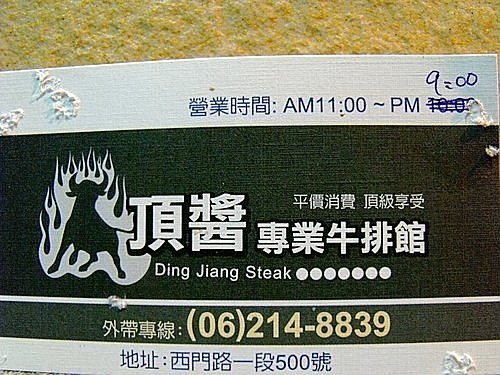 9:00
營業時間: AM11:00 ~ PM 10:0
平價消費 頂級享受
頂醬 專業牛排館
Ding Jiang Steak
外帶專線: (06)214-8839
地址: 西門路一段500號